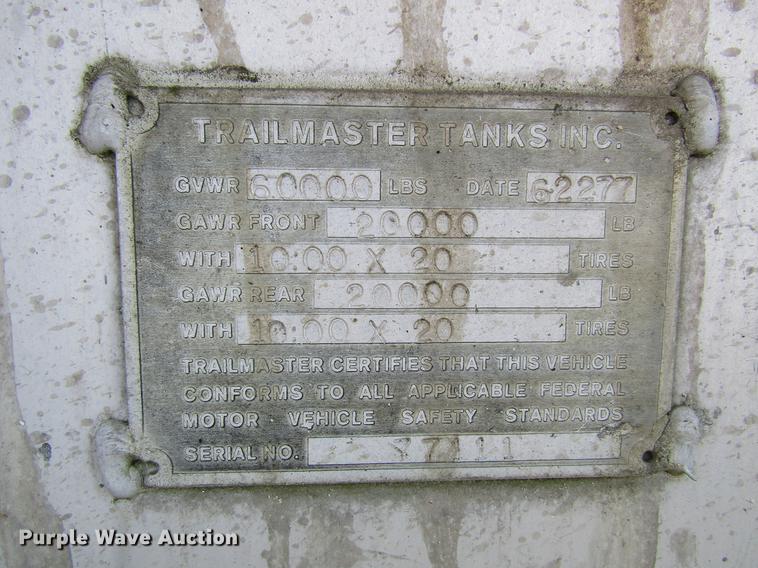 TRAILMASTER TANKS INC.
GVWR 60000 LBS DATE 62277
GAWR FRONT 20000 LB
WITH 10:00 X 20 TIRES
GAWR REAR 20000 LB
WITH 10:00 X 20 TIRES
TRAILMASTER CERTIFIES THAT THIS VEHICLE
CONFORMS TO ALL APPLICABLE FEDERAL
MOTOR VEHICLE SAFETY STANDARDS
SERIAL NO.
Purple Wave Auction